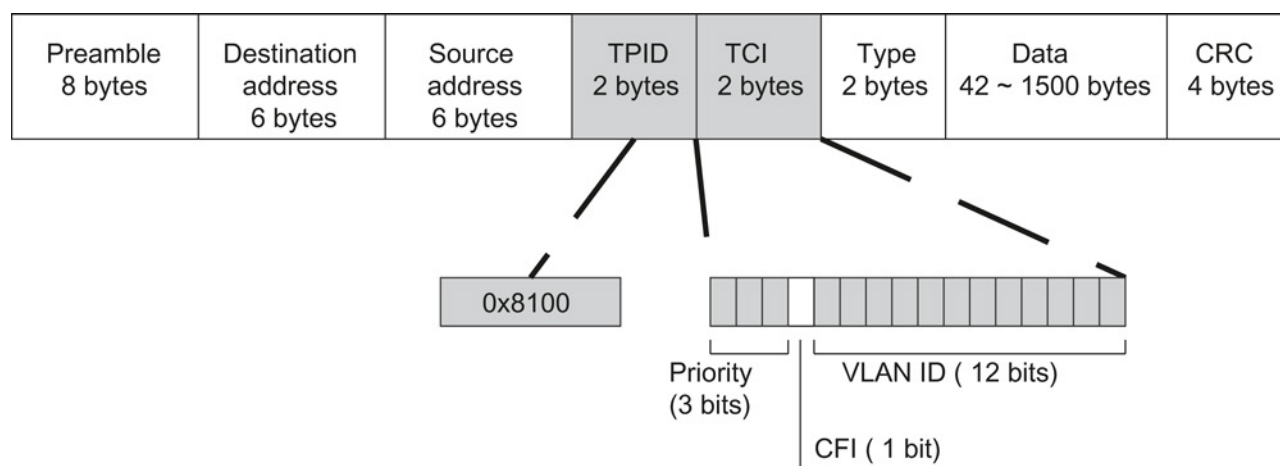 Preamble
8 bytes
Destination
address
6 bytes
Source
address
6 bytes
TPID
2 bytes
TCI
2 bytes
Type
2 bytes
Data
42 ~ 1500 bytes
CRC
4 bytes
0x8100
Priority
(3 bits)
VLAN ID ( 12 bits)
CFI ( 1 bit)